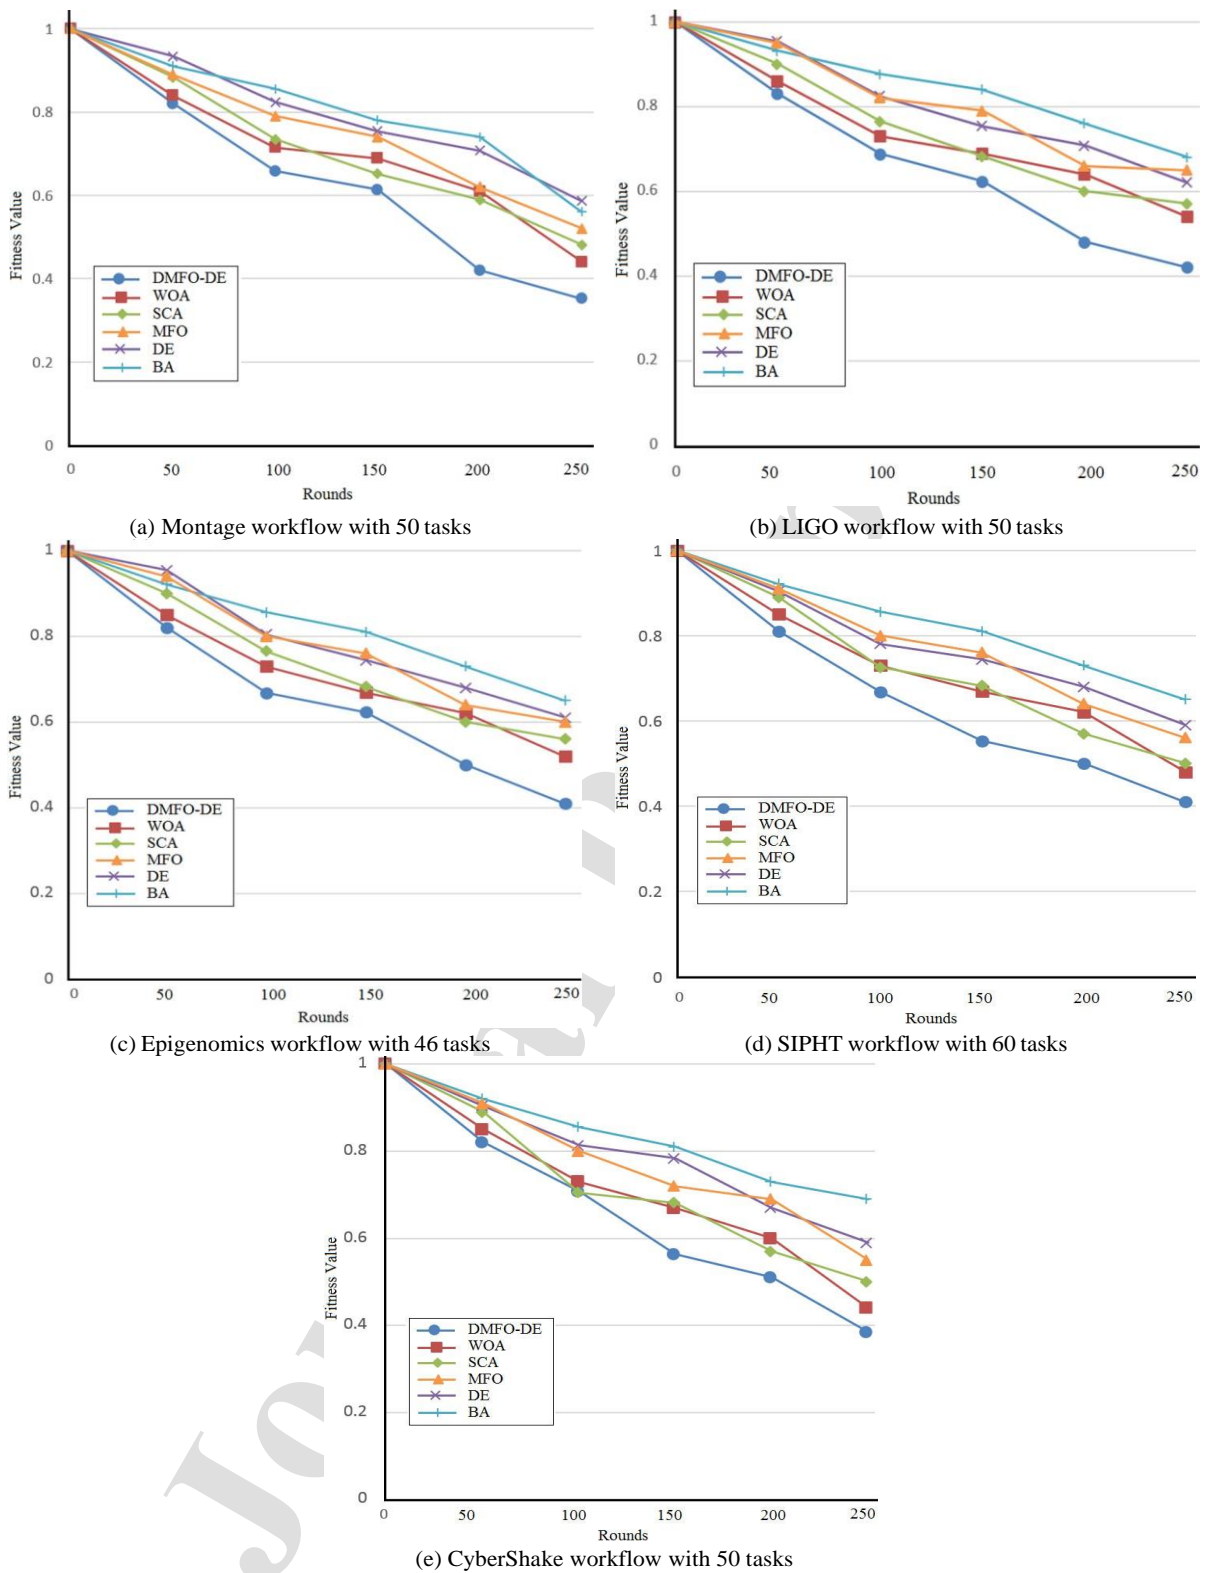 1
0.8
0.6
0.4
0.2
0
Fitness Value
DMFO-DE
WOA
SCA
MFO
DE
BA
0 50 100 150 200 250
Rounds
(a) Montage workflow with 50 tasks
1
0.8
0.6
0.4
0.2
0
Fitness Value
DMFO-DE
WOA
SCA
MFO
DE
BA
0 50 100 150 200 250
Rounds
(b) LIGO workflow with 50 tasks
1
0.8
0.6
0.4
0.2
0
Fitness Value
DMFO-DE
WOA
SCA
MFO
DE
BA
0 50 100 150 200 250
Rounds
(c) Epigenomics workflow with 46 tasks
1
0.8
0.6
0.4
0.2
0
Fitness Value
DMFO-DE
WOA
SCA
MFO
DE
BA
0 50 100 150 200 250
Rounds
(d) SIPHT workflow with 60 tasks
1
0.8
0.6
0.4
0.2
0
Fitness Value
DMFO-DE
WOA
SCA
MFO
DE
BA
0 50 100 150 200 250
Rounds
(e) CyberShake workflow with 50 tasks